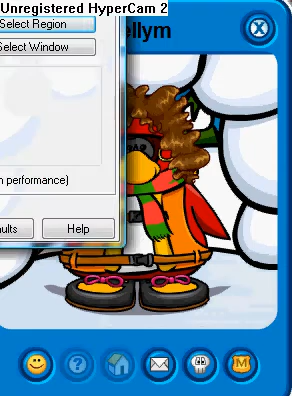 Unregistered HyperCam 2
Select Region
ellym
Select Window
n performance)
ults
Help